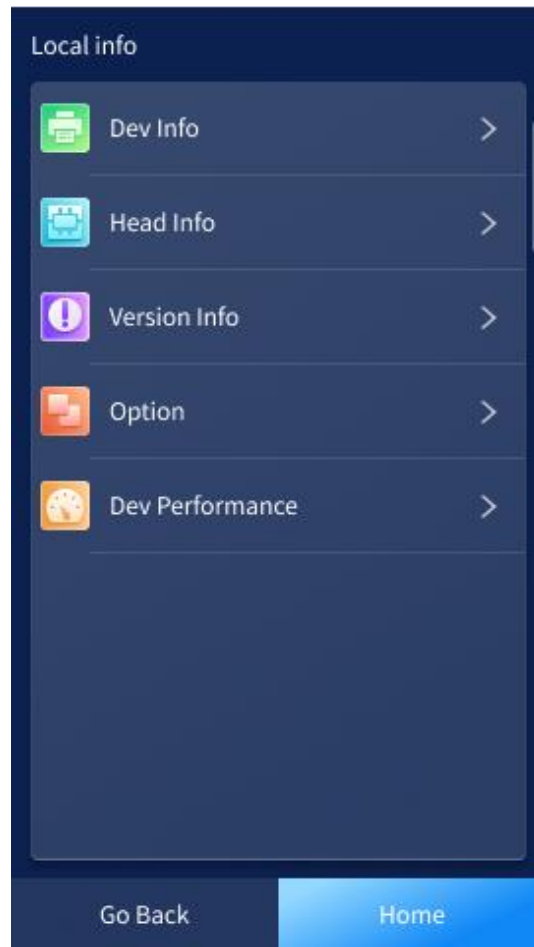 Local info
Dev Info
Head Info
Version Info
Option
Dev Performance
Go Back
Home